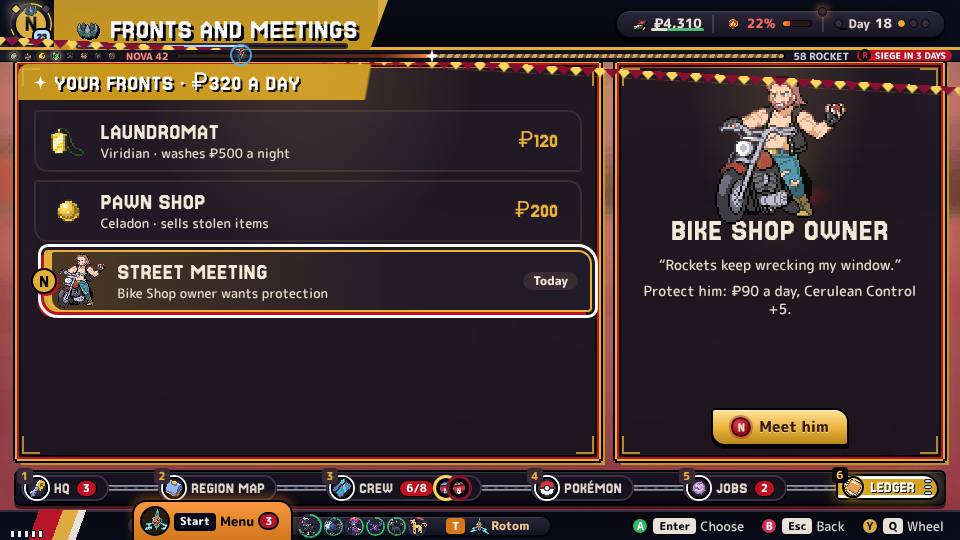 N
FRONTS AND MEETINGS
₽4,310
22%
Day 18
NOVA 42
58 ROCKET
R SIEGE IN 3 DAYS
YOUR FRONTS · ₽320 A DAY
LAUNDROMAT
Viridian · washes ₽500 a night
₽120
PAWN SHOP
Celadon · sells stolen items
₽200
N
STREET MEETING
Bike Shop owner wants protection
Today
BIKE SHOP OWNER
“Rockets keep wrecking my window.”
Protect him: ₽90 a day, Cerulean Control
+5.
N Meet him
1 HQ 3
2 REGION MAP
3 CREW 6/8
4 POKÉMON
5 JOBS 2
6 LEDGER
Start Menu 3
T Rotom
A Enter Choose
B Esc Back
Y Q Wheel